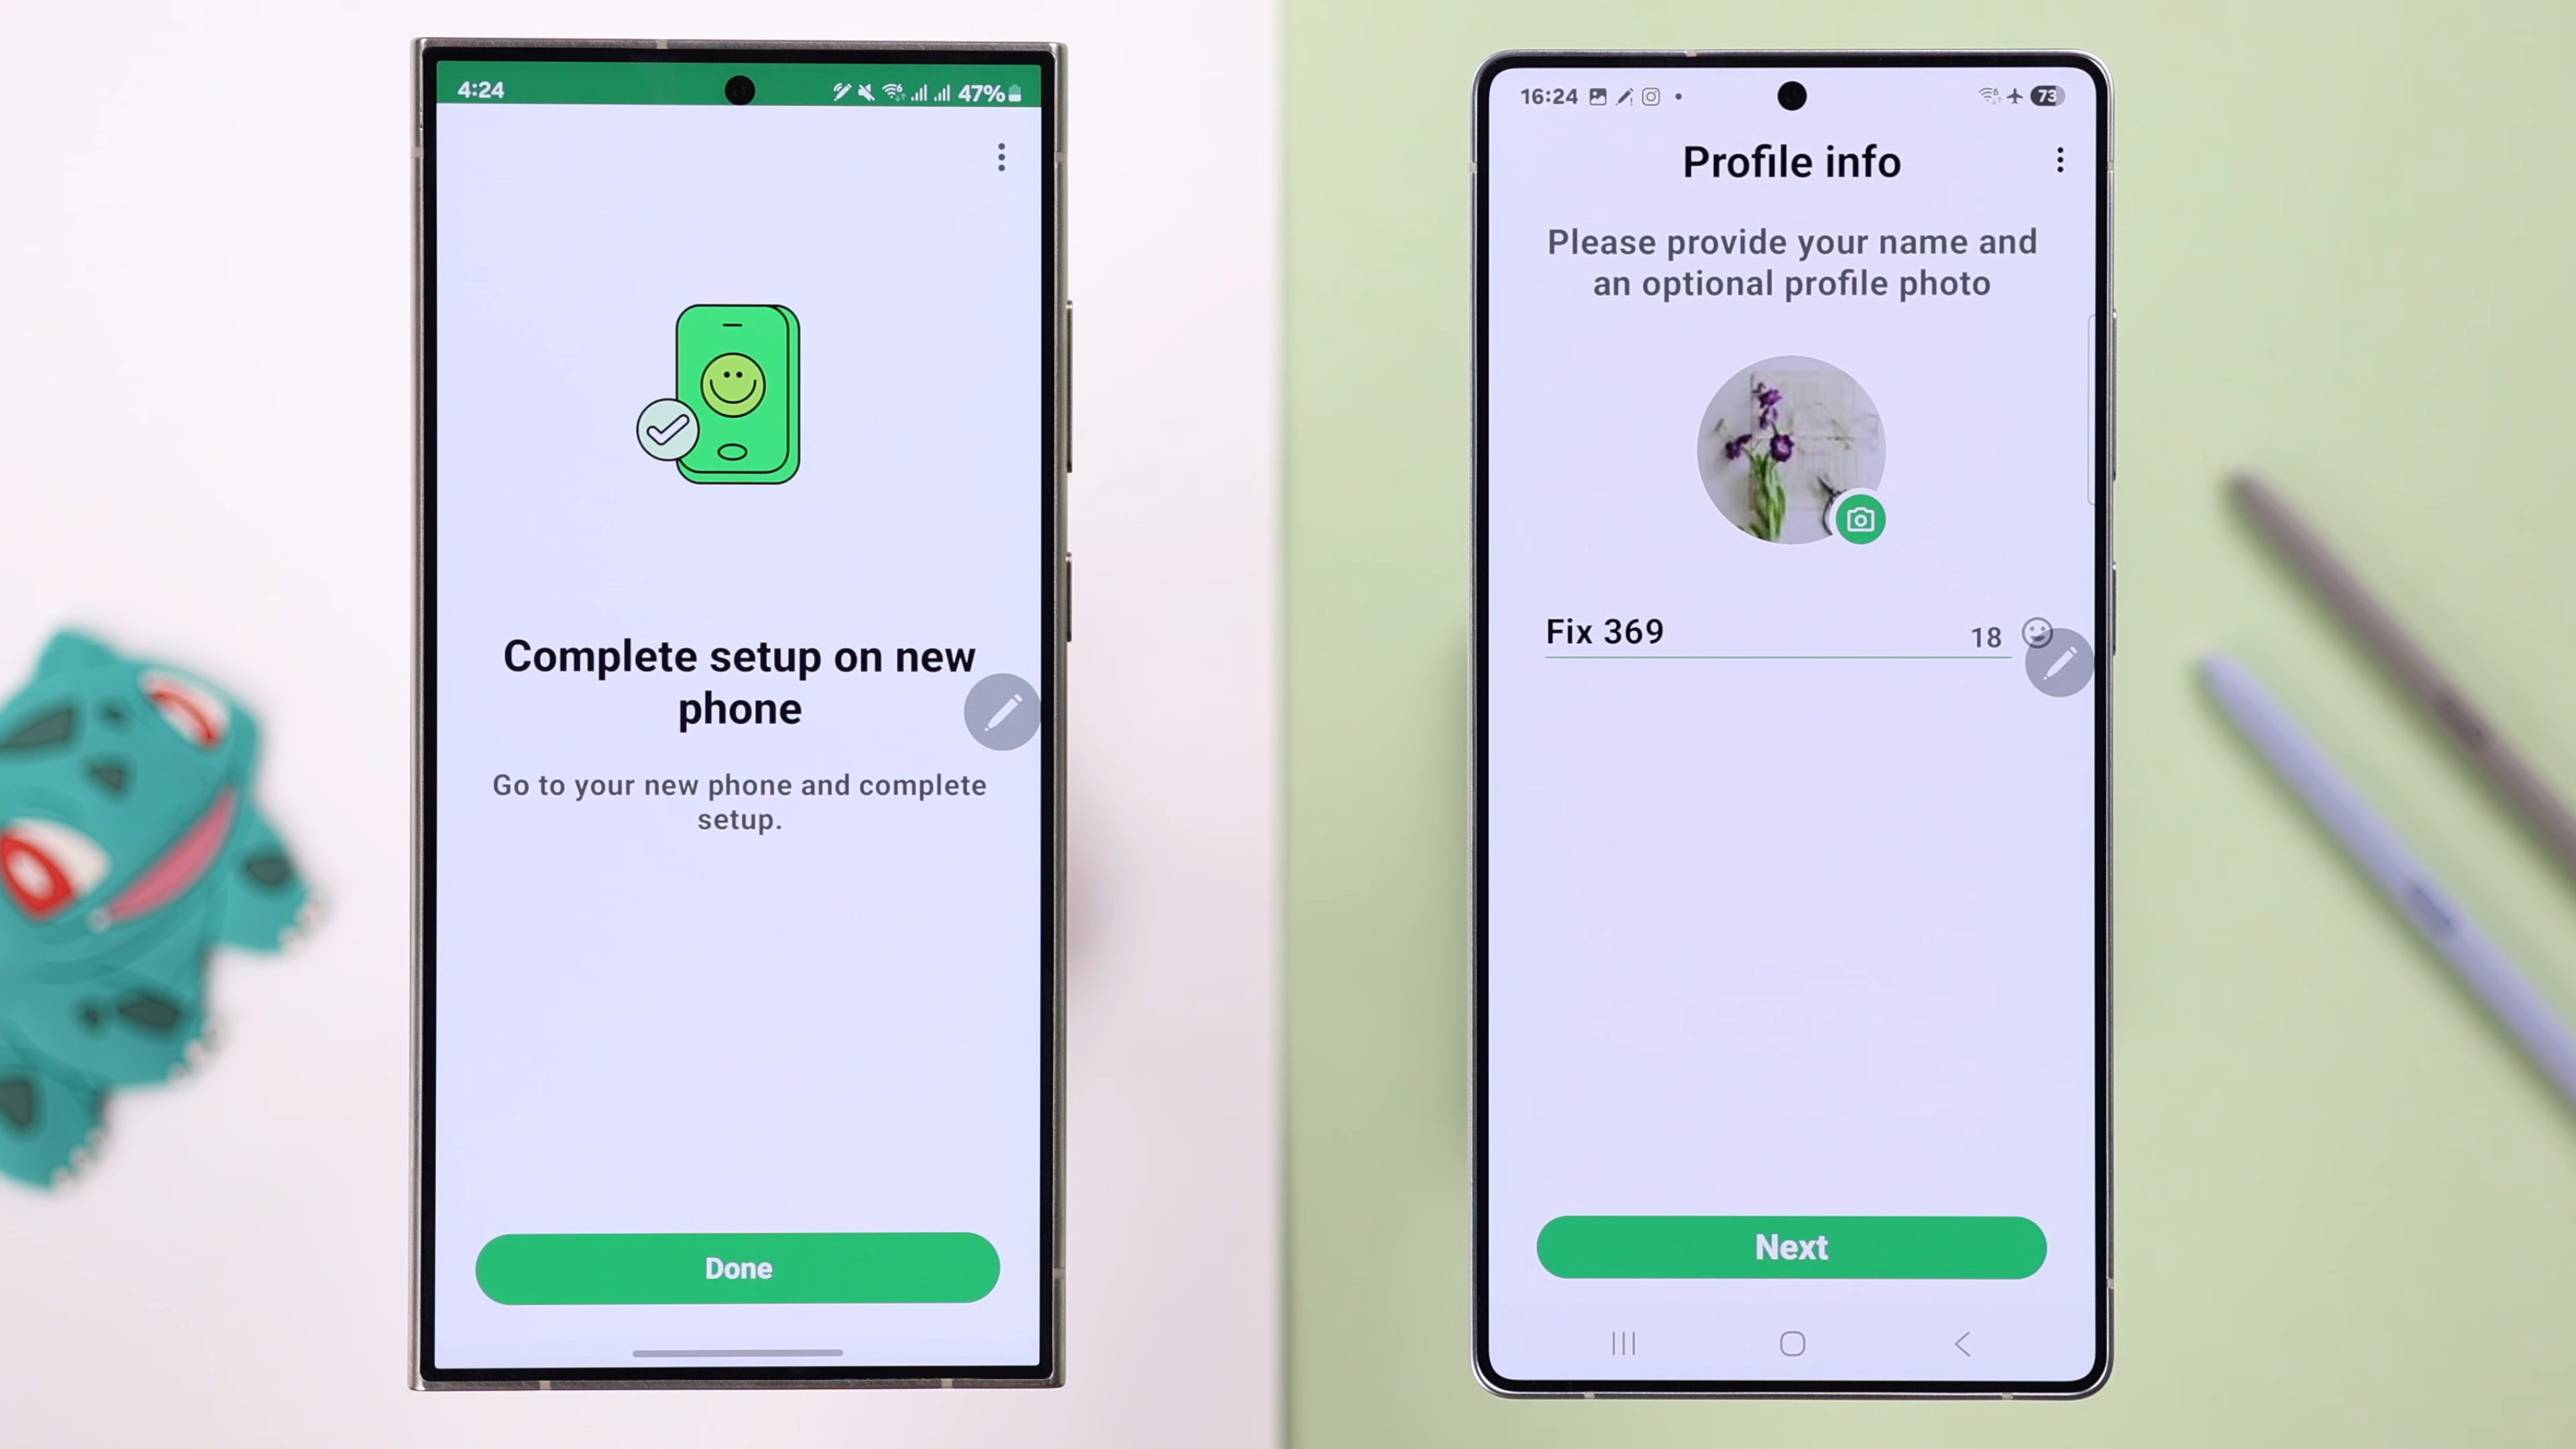 4:24
47%
Complete setup on new
phone
Go to your new phone and complete
setup.
Done
16:24
73
Profile info
Please provide your name and
an optional profile photo
Fix 369
18
Next